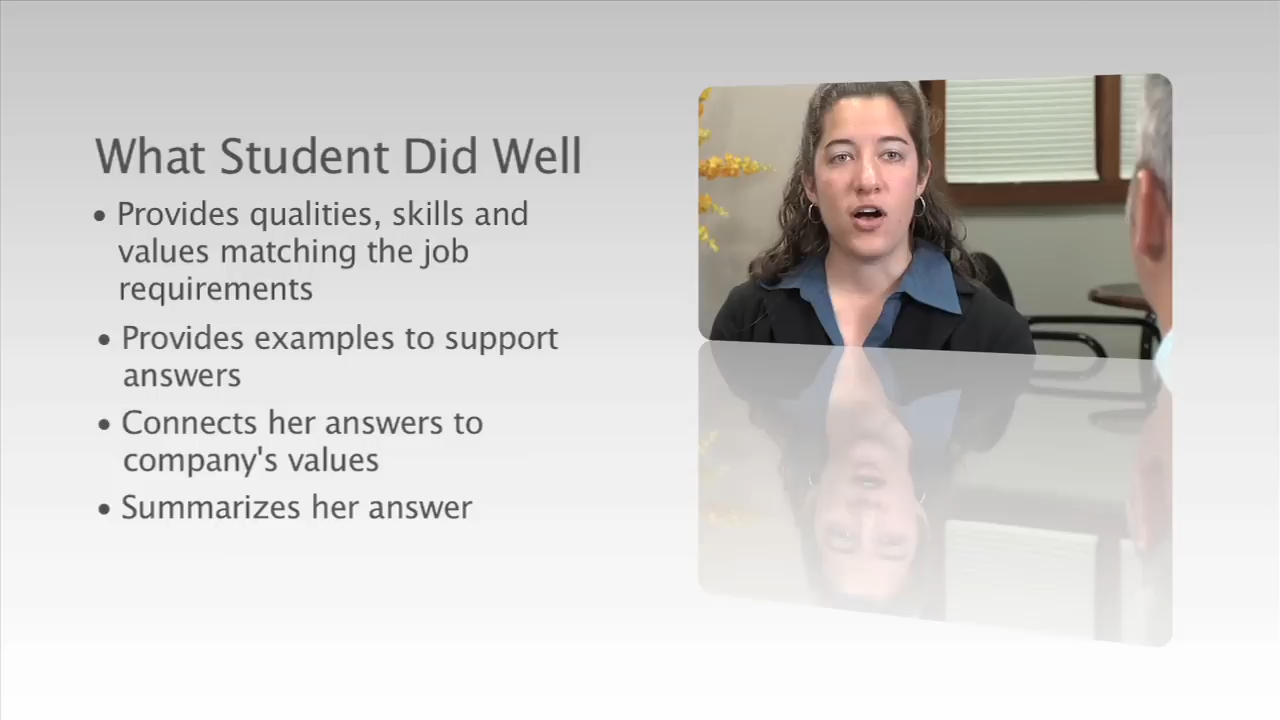 What Student Did Well
• Provides qualities, skills and
values matching the job
requirements
• Provides examples to support
answers
• Connects her answers to
company's values
• Summarizes her answer